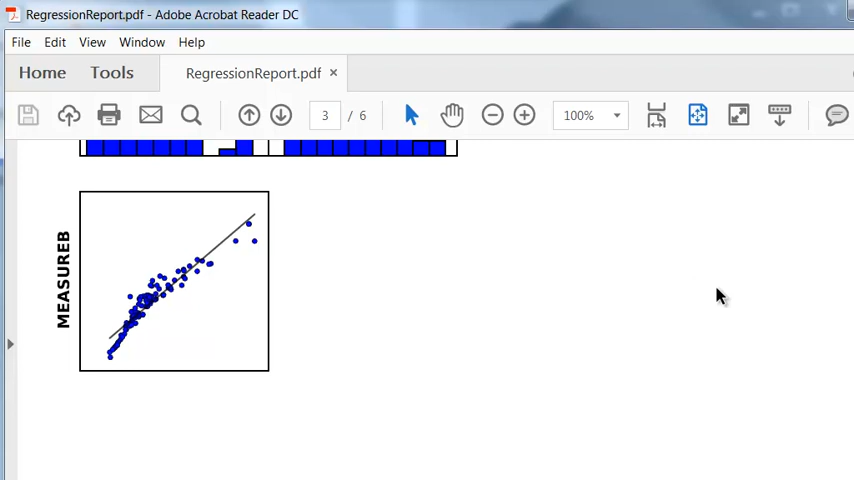 RegressionReport.pdf - Adobe Acrobat Reader DC
File Edit View Window Help
Home Tools RegressionReport.pdf ×
3 / 6 100%
MEASUREB